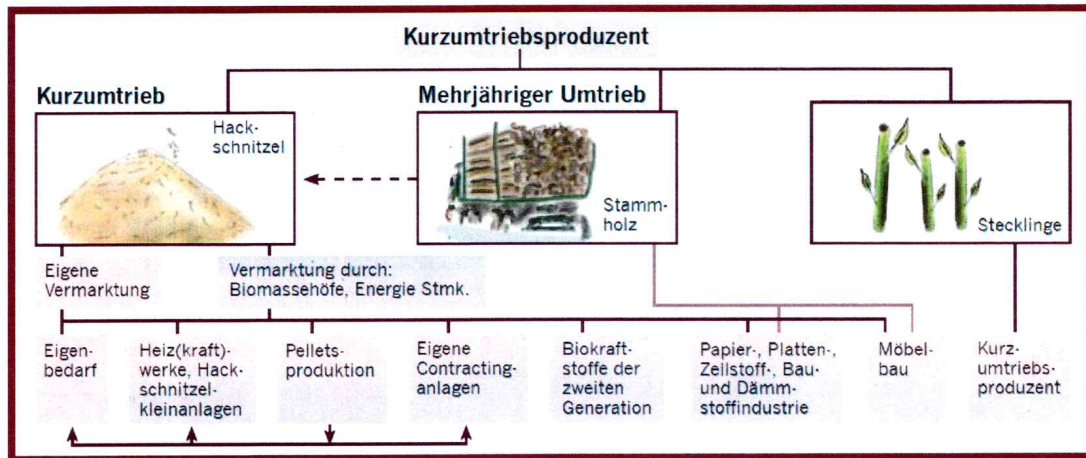 Kurzumtriebsproduzent
Kurzumtrieb
Hack-
schnitzel
Mehrjähriger Umtrieb
Stamm-
holz
Stecklinge
Eigene
Vermarktung
Vermarktung durch:
Biomassehöfe, Energie Stmk.
Eigen-
bedarf
Heiz(kraft)-
werke, Hack-
schnitzel-
kleinanlagen
Pellets-
produktion
Eigene
Contracting-
anlagen
Biokraft-
stoffe der
zweiten
Generation
Papier-, Platten-,
Zellstoff-, Bau-
und Dämm-
stoffindustrie
Möbel-
bau
Kurz-
umtriebs-
produzent